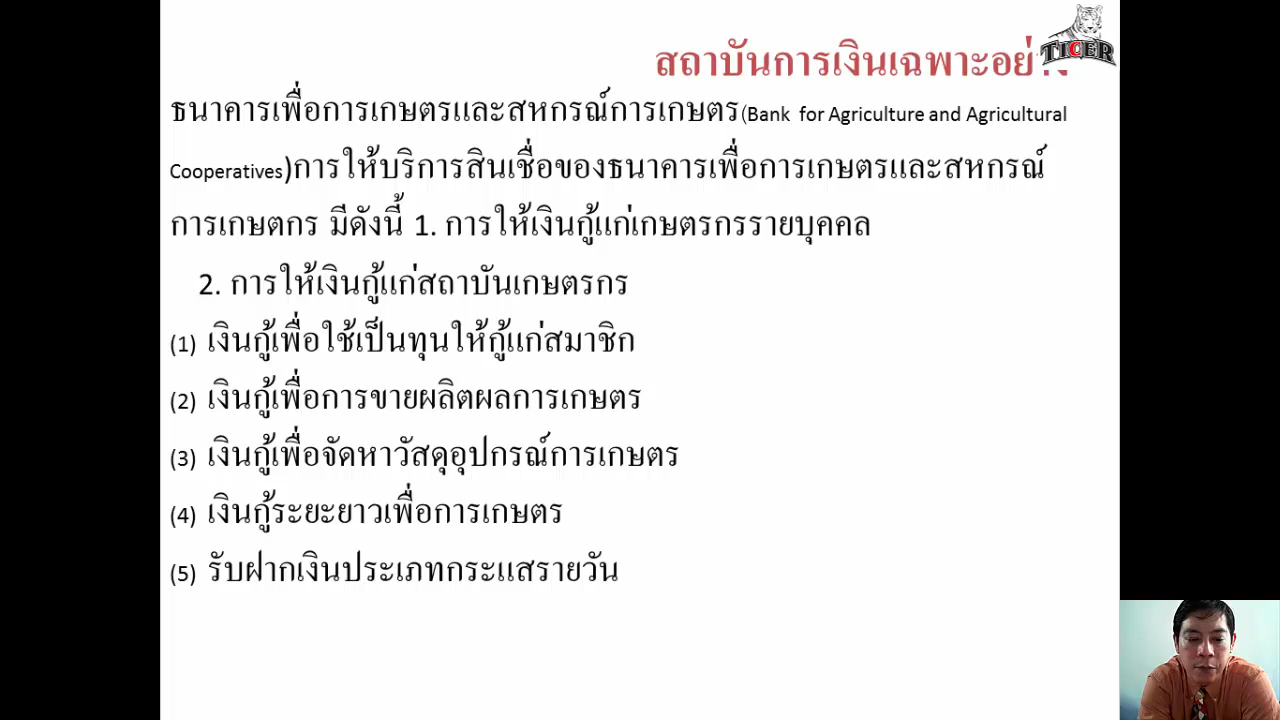 TIGER
สถาบันการเงินเฉพาะอย่าง
ธนาคารเพื่อการเกษตรและสหกรณ์การเกษตร(Bank for Agriculture and Agricultural
Cooperatives)การให้บริการสินเชื่อของธนาคารเพื่อการเกษตรและสหกรณ์
การเกษตกร มีดังนี้ 1. การให้เงินกู้แก่เกษตรกรรายบุคคล
2. การให้เงินกู้แก่สถาบันเกษตรกร
(1) เงินกู้เพื่อใช้เป็นทุนให้กู้แก่สมาชิก
(2) เงินกู้เพื่อการขายผลิตผลการเกษตร
(3) เงินกู้เพื่อจัดหาวัสดุอุปกรณ์การเกษตร
(4) เงินกู้ระยะยาวเพื่อการเกษตร
(5) รับฝากเงินประเภทกระแสรายวัน